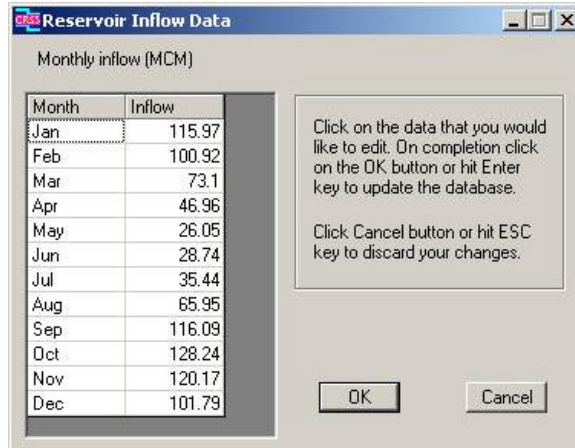 CRSS Reservoir Inflow Data
Monthly inflow (MCM)
Month Inflow
Jan 115.97
Feb 100.92
Mar 73.1
Apr 46.96
May 26.05
Jun 28.74
Jul 35.44
Aug 65.95
Sep 116.09
Oct 128.24
Nov 120.17
Dec 101.79
Click on the data that you would
like to edit. On completion click
on the OK button or hit Enter
key to update the database.
Click Cancel button or hit ESC
key to discard your changes.
OK Cancel